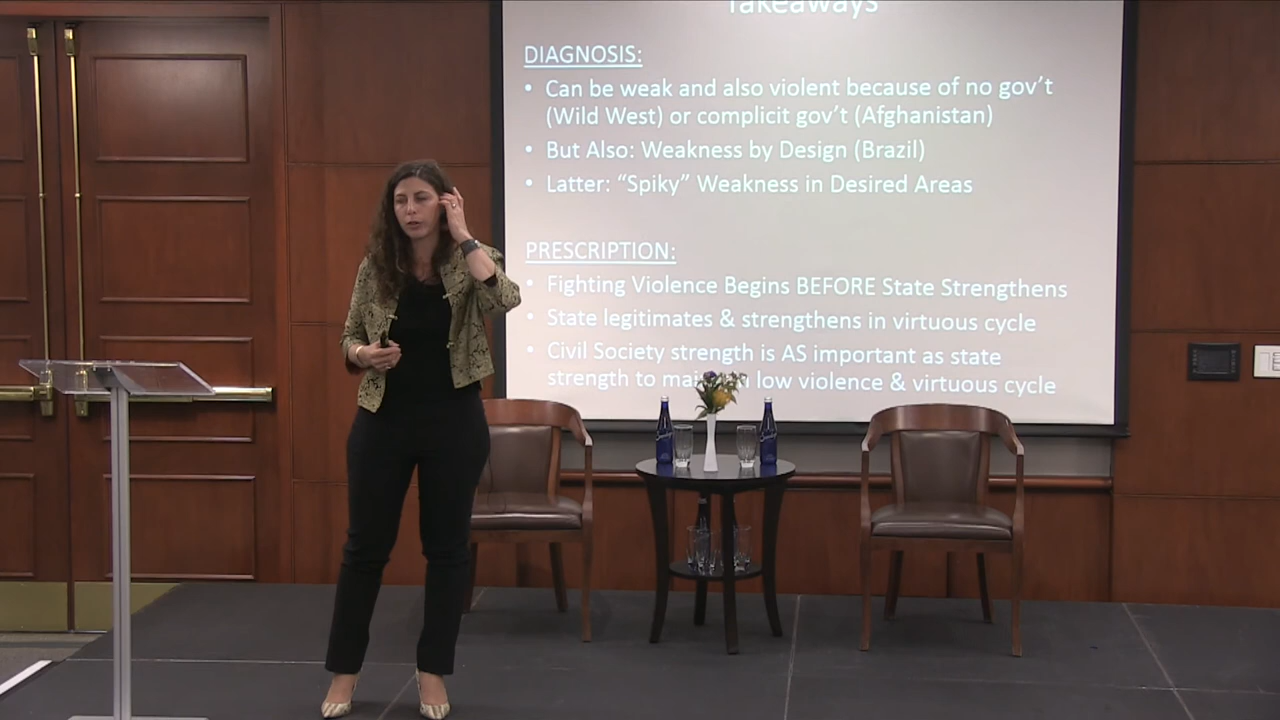 Takeaways
DIAGNOSIS:
• Can be weak and also violent because of no gov't
(Wild West) or complicit gov't (Afghanistan)
• But Also: Weakness by Design (Brazil)
• Latter: “Spiky” Weakness in Desired Areas
PRESCRIPTION:
• Fighting Violence Begins BEFORE State Strengthens
• State legitimates & strengthens in virtuous cycle
• Civil Society strength is AS important as state
strength to low violence & virtuous cycle